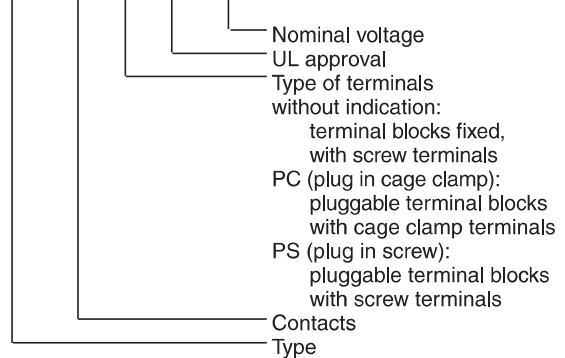 Nominal voltage
UL approval
Type of terminals
without indication:
terminal blocks fixed,
with screw terminals
PC (plug in cage clamp):
pluggable terminal blocks
with cage clamp terminals
PS (plug in screw):
pluggable terminal blocks
with screw terminals
Contacts
Type